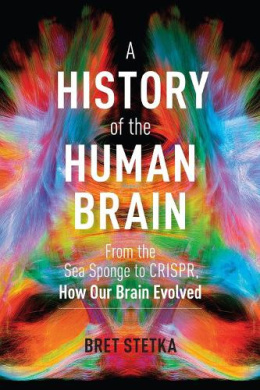 A
HISTORY
of the
HUMAN
BRAIN
From the
Sea Sponge to CRISPR,
How Our Brain Evolved
BRET STETKA